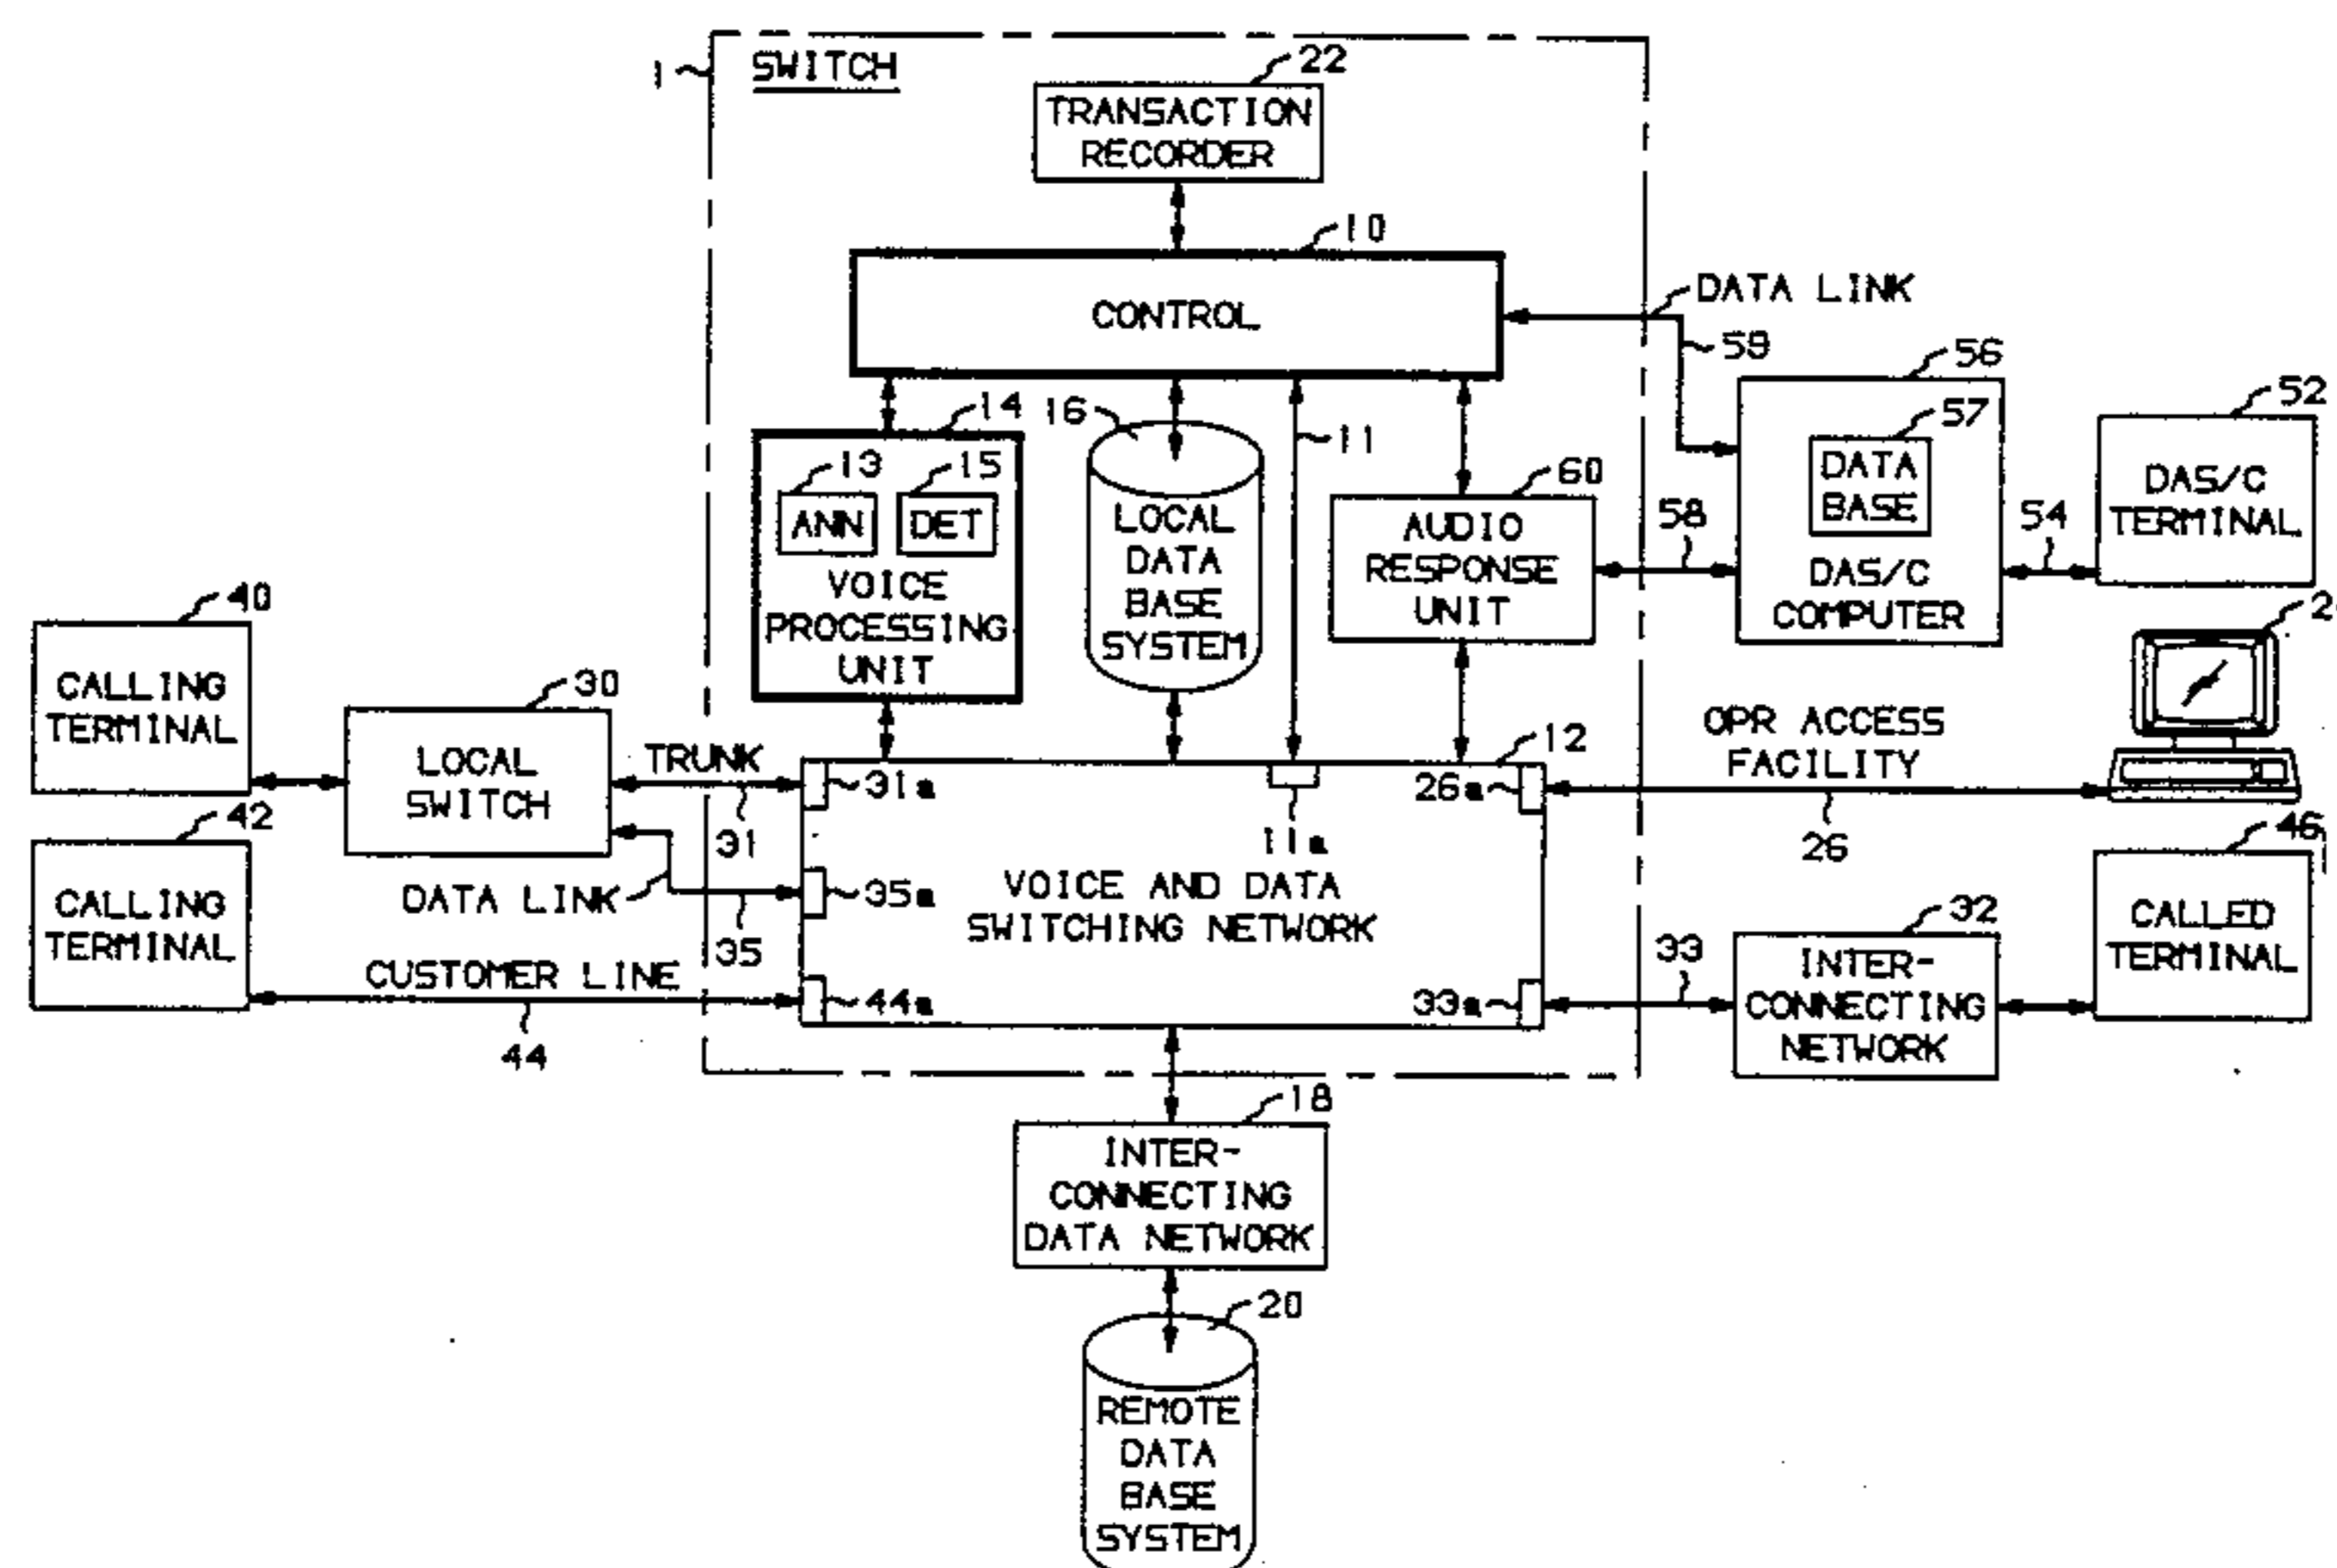 1
SWITCH
22
TRANSACTION
RECORDER
10
CONTROL
DATA LINK
59
14
16
11
13
15
ANN
DET
VOICE
PROCESSING
UNIT
LOCAL
DATA
BASE
SYSTEM
60
AUDIO
RESPONSE
UNIT
58
56
57
DATA
BASE
DAS/C
COMPUTER
54
52
DAS/C
TERMINAL
40
CALLING
TERMINAL
30
LOCAL
SWITCH
TRUNK
31
31a
42
CALLING
TERMINAL
DATA LINK
35
35a
CUSTOMER LINE
44
44a
12
11a
26a
VOICE AND DATA
SWITCHING NETWORK
33a
OPR ACCESS
FACILITY
26
33
32
INTER-
CONNECTING
NETWORK
46
CALLED
TERMINAL
18
INTER-
CONNECTING
DATA NETWORK
20
REMOTE
DATA
BASE
SYSTEM